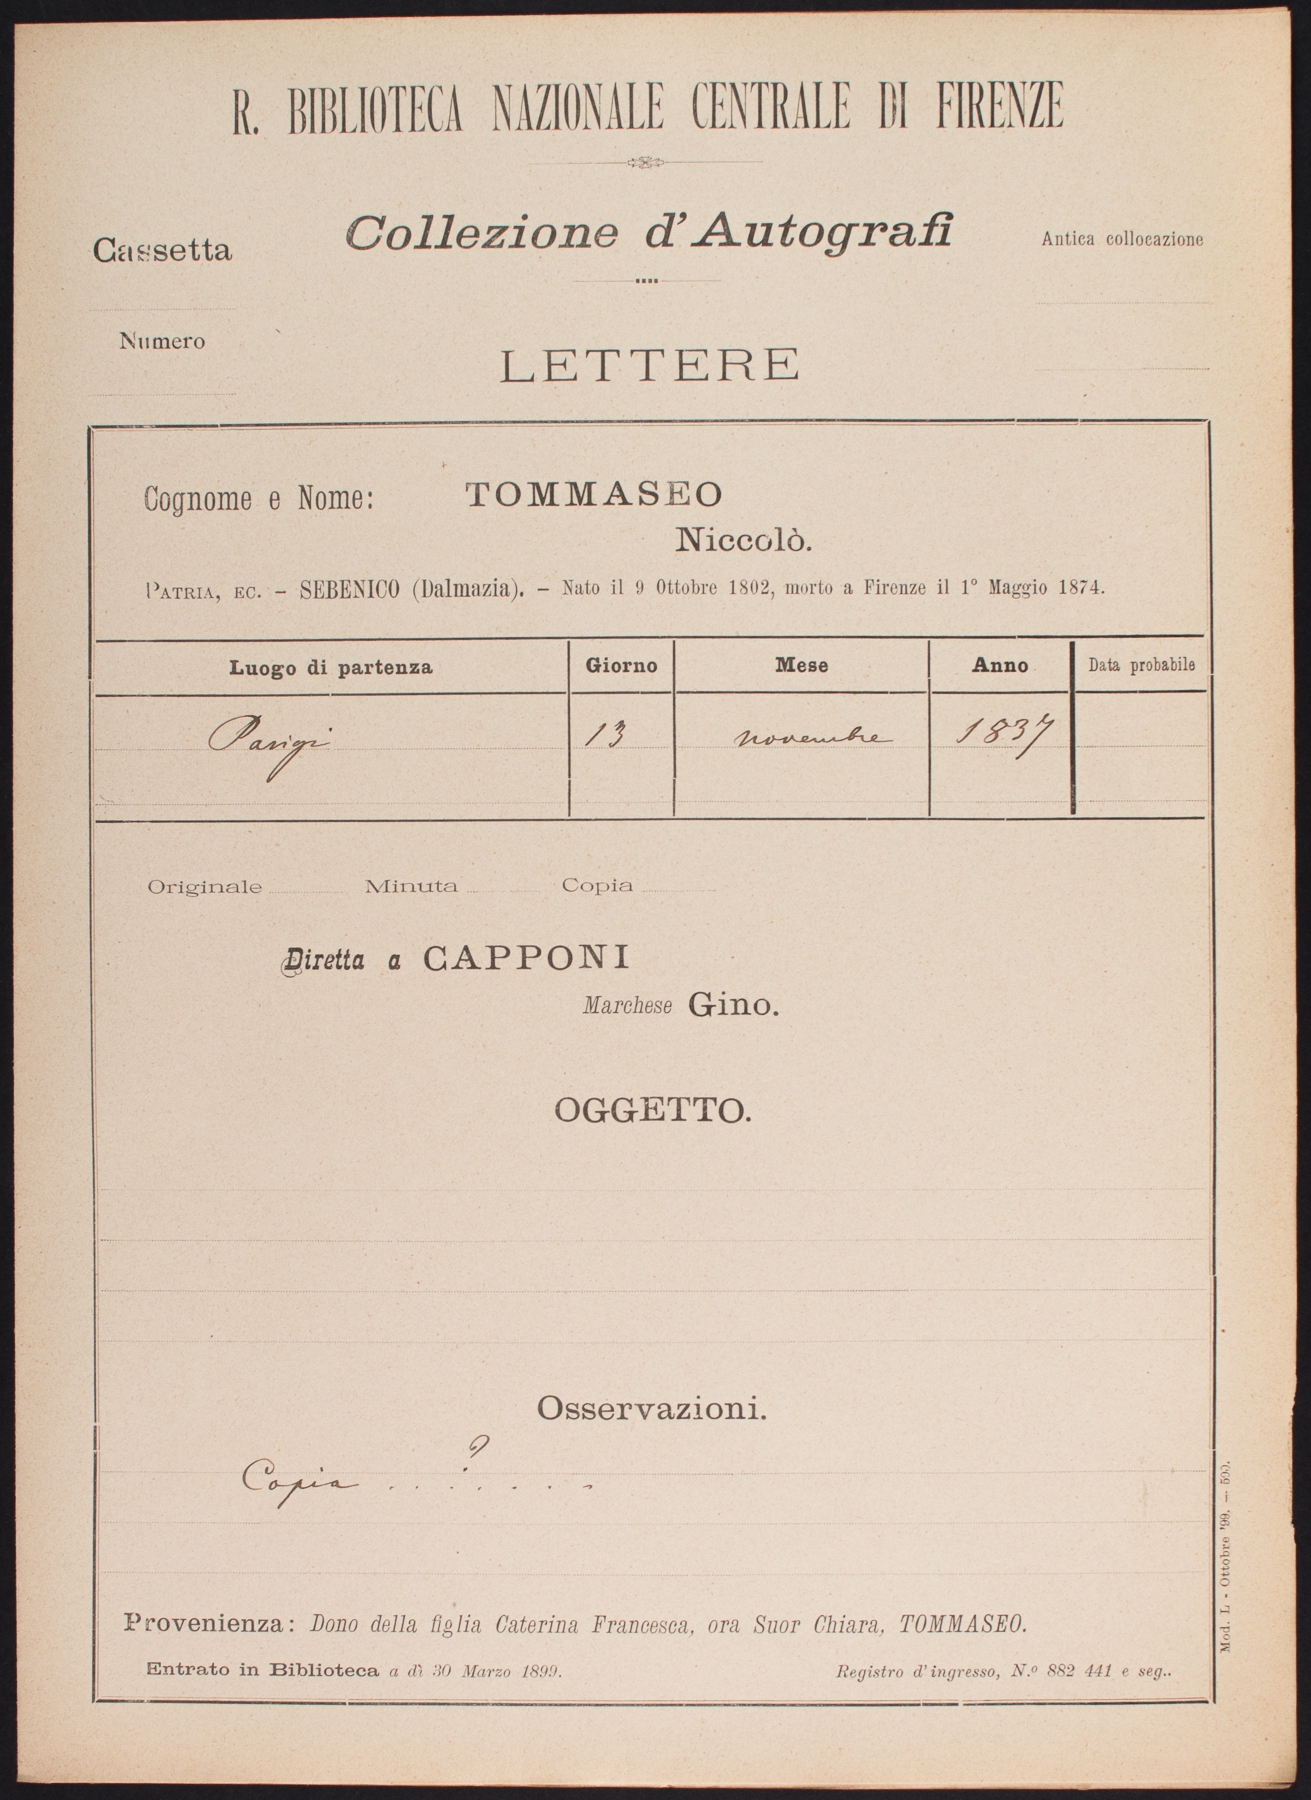 R. BIBLIOTECA NAZIONALE CENTRALE DI FIRENZE
Cassetta
Collezione d'Autografi
Antica collocazione
Numero
LETTERE
Cognome e Nome: TOMMASEO
Niccolò.
PATRIA, EC. – SEBENICO (Dalmazia). – Nato il 9 Ottobre 1802, morto a Firenze il 1° Maggio 1874.
Luogo di partenza Giorno Mese Anno Data probabile
Parigi 13 novembre 1837
Originale Minuta Copia
Diretta a CAPPONI
Marchese Gino.
OGGETTO.
Osservazioni.
Copia . . ? . . . .
Provenienza: Dono della figlia Caterina Francesca, ora Suor Chiara, TOMMASEO.
Entrato in Biblioteca a dì 30 Marzo 1899. Registro d'ingresso, N.º 882 441 e seg..
Mod. L - Ottobre '99. — 500.